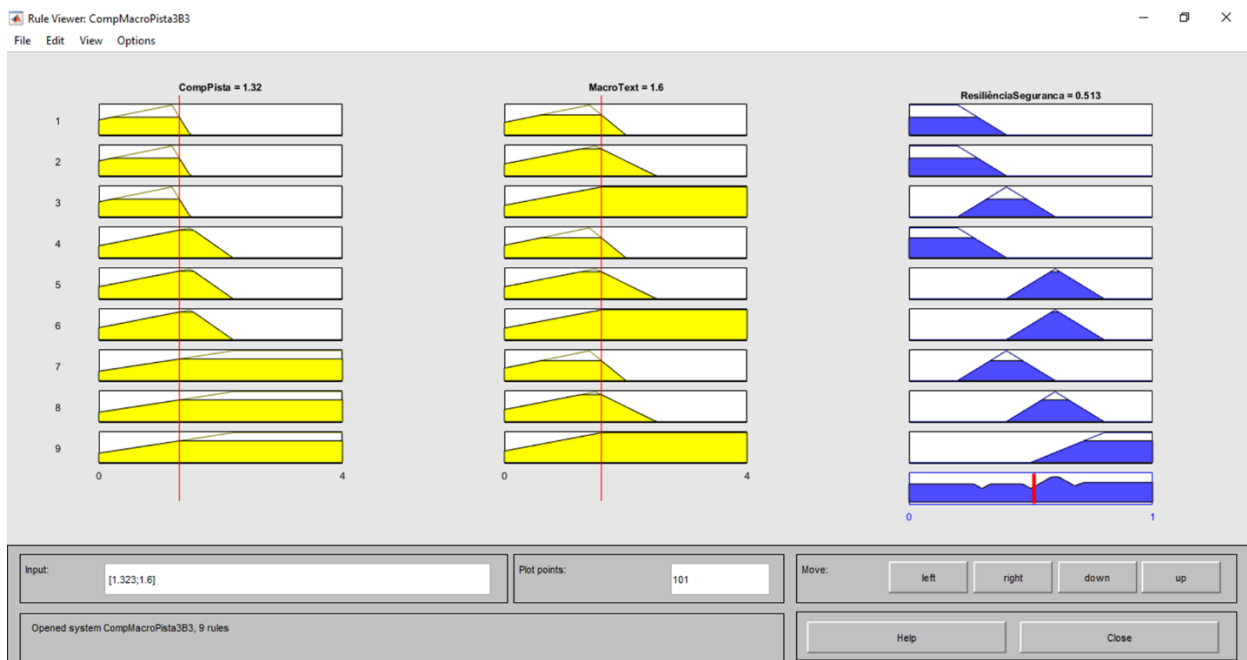 Rule Viewer: CompMacroPista3B3
File Edit View Options
CompPista = 1.32
MacroText = 1.6
ResiliênciaSeguranca = 0.513
1
2
3
4
5
6
7
8
9
0 4
0 4
0 1
Input:
[1.323;1.6]
Plot points:
101
Move:
left right down up
Opened system CompMacroPista3B3, 9 rules
Help Close